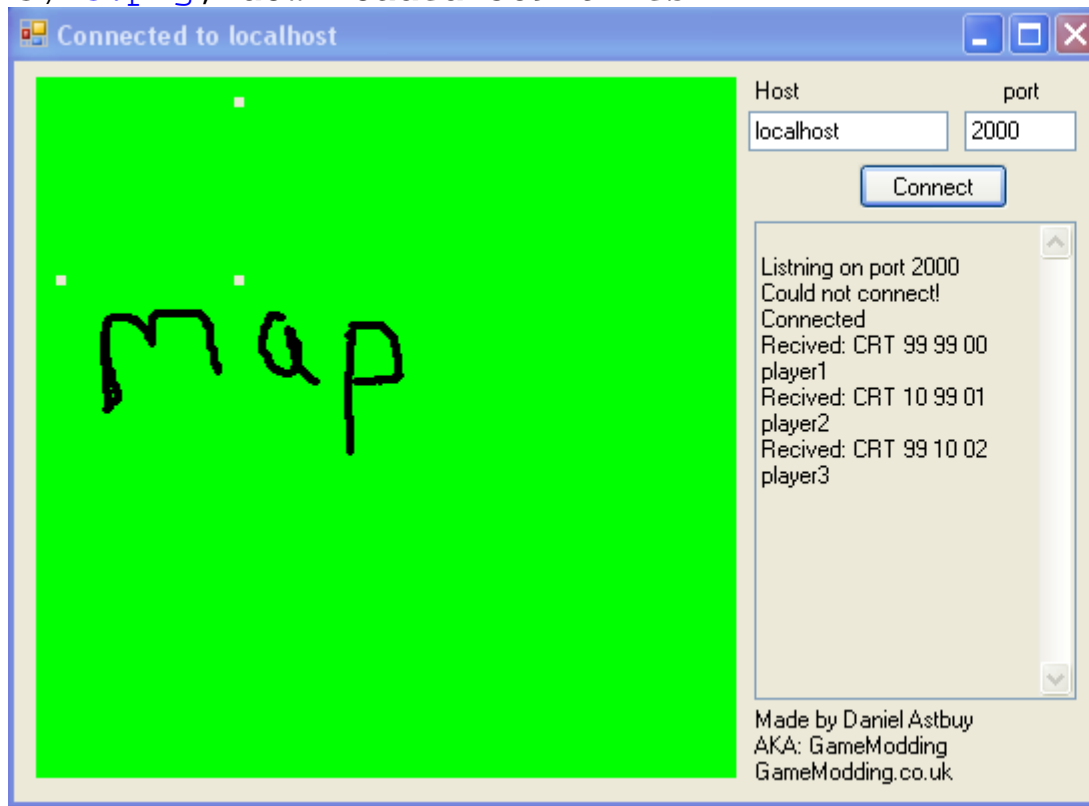 Connected to localhost
Host port
localhost 2000
Connect
map
Listning on port 2000
Could not connect!
Connected
Recived: CRT 99 99 00
player1
Recived: CRT 10 99 01
player2
Recived: CRT 99 10 02
player3
Made by Daniel Astbuy
AKA: GameModding
GameModding.co.uk